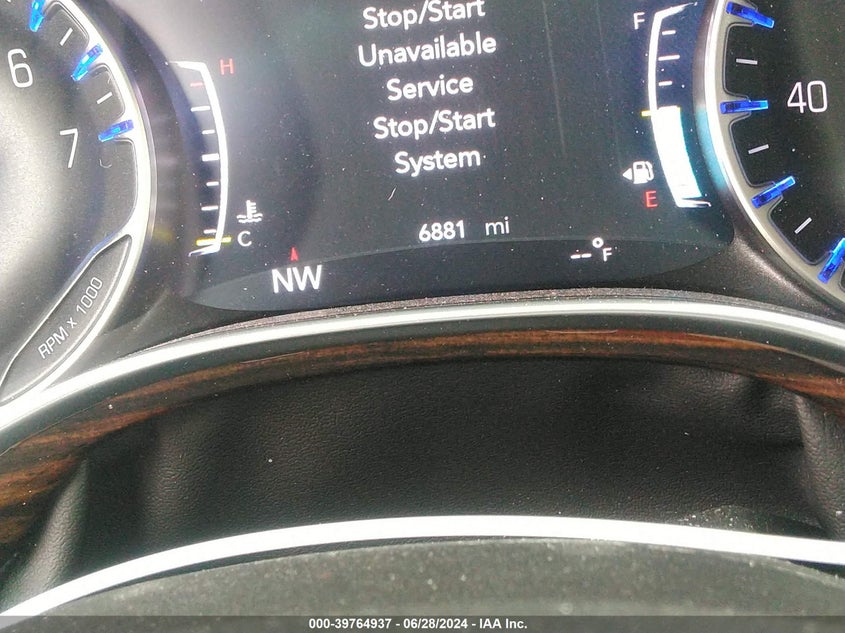 Stop/Start
Unavailable
Service
Stop/Start
System
6881 mi
NW
--°F
H
C
F
E
6
7
RPM x 1000
40
000-39764937 / 06/28/2024 - IAA Inc.